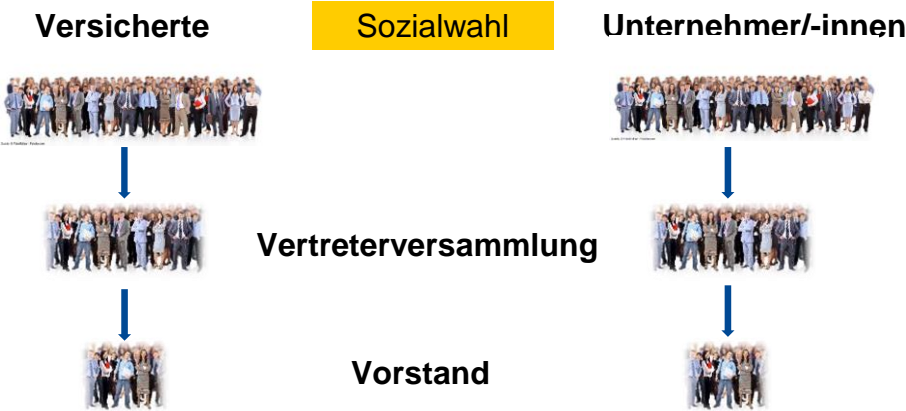 Versicherte
Sozialwahl
Unternehmer/-innen
Vertreterversammlung
Vorstand